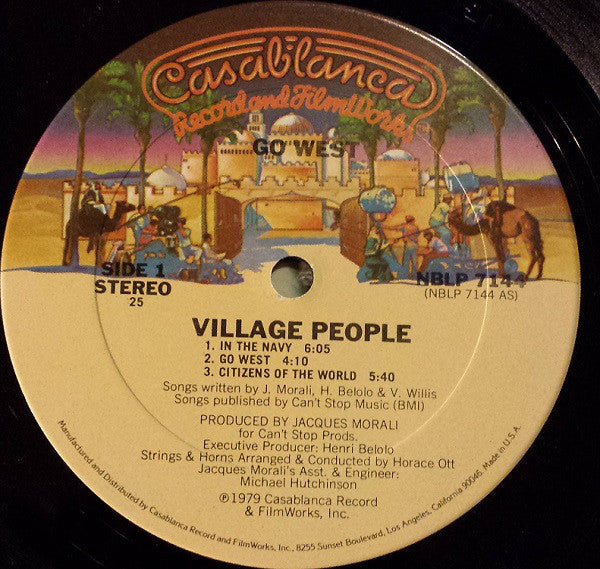 Casablanca
Record and FilmWorks
GO WEST
SIDE 1
STEREO
25
NBLP 7144
(NBLP 7144 AS)
VILLAGE PEOPLE
1. IN THE NAVY 6:05
2. GO WEST 4:10
3. CITIZENS OF THE WORLD 5:40
Songs written by J. Morali, H. Belolo & V. Willis
Songs published by Can't Stop Music (BMI)
PRODUCED BY JACQUES MORALI
for Can't Stop Prods.
Executive Producer: Henri Belolo
Strings & Horns Arranged & Conducted by Horace Ott
Jacques Morali's Asst. & Engineer:
Michael Hutchinson
℗1979 Casablanca Record
& FilmWorks, Inc.
Manufactured and Distributed by Casablanca Record and FilmWorks, Inc., 8255 Sunset Boulevard, Los Angeles, California 90046, Made in U.S.A.